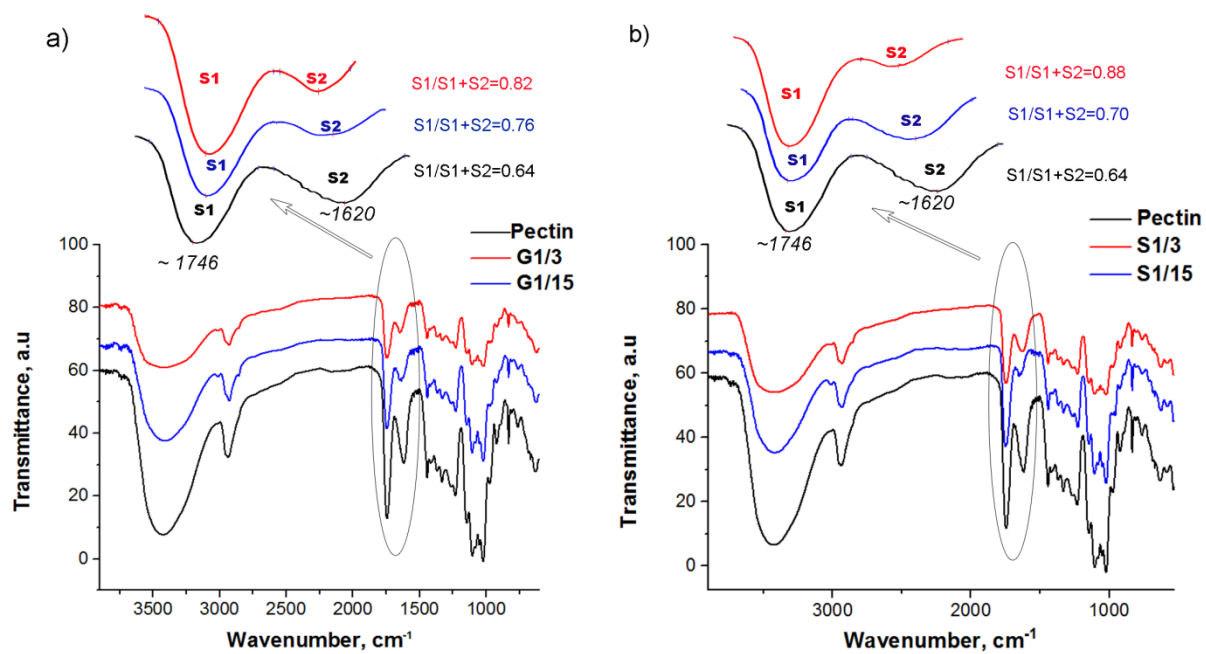 a)
S1
S2
S1/S1+S2=0.82
S1
S2
S1/S1+S2=0.76
S1
S2
S1/S1+S2=0.64
~ 1746
~1620
Pectin
G1/3
G1/15
100
80
60
40
20
0
Transmittance, a.u
3500 3000 2500 2000 1500 1000
Wavenumber, cm⁻¹
b)
S1
S2
S1/S1+S2=0.88
S1
S2
S1/S1+S2=0.70
S1
S2
S1/S1+S2=0.64
~1746
~1620
Pectin
S1/3
S1/15
100
80
60
40
20
0
Transmittance, a.u
3000 2000 1000
Wavenumber, cm⁻¹